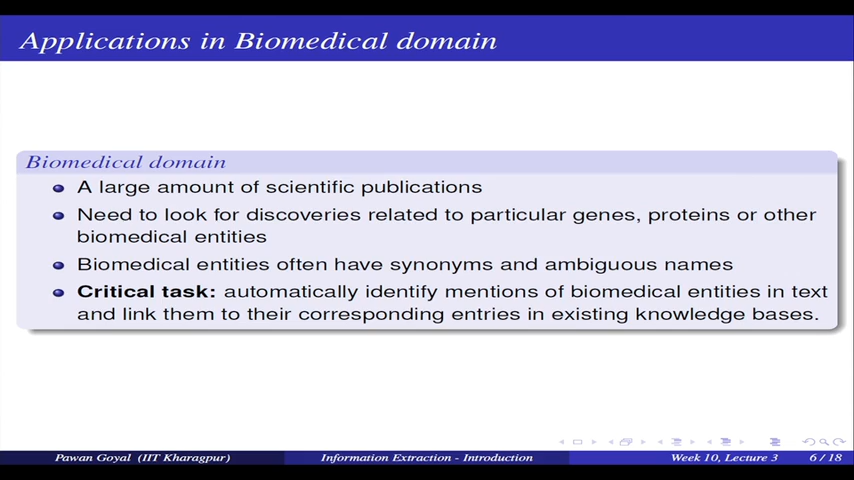 Applications in Biomedical domain
Biomedical domain
A large amount of scientific publications
Need to look for discoveries related to particular genes, proteins or other
biomedical entities
Biomedical entities often have synonyms and ambiguous names
Critical task: automatically identify mentions of biomedical entities in text
and link them to their corresponding entries in existing knowledge bases.
Pawan Goyal (IIT Kharagpur) Information Extraction - Introduction Week 10, Lecture 3 6 / 18